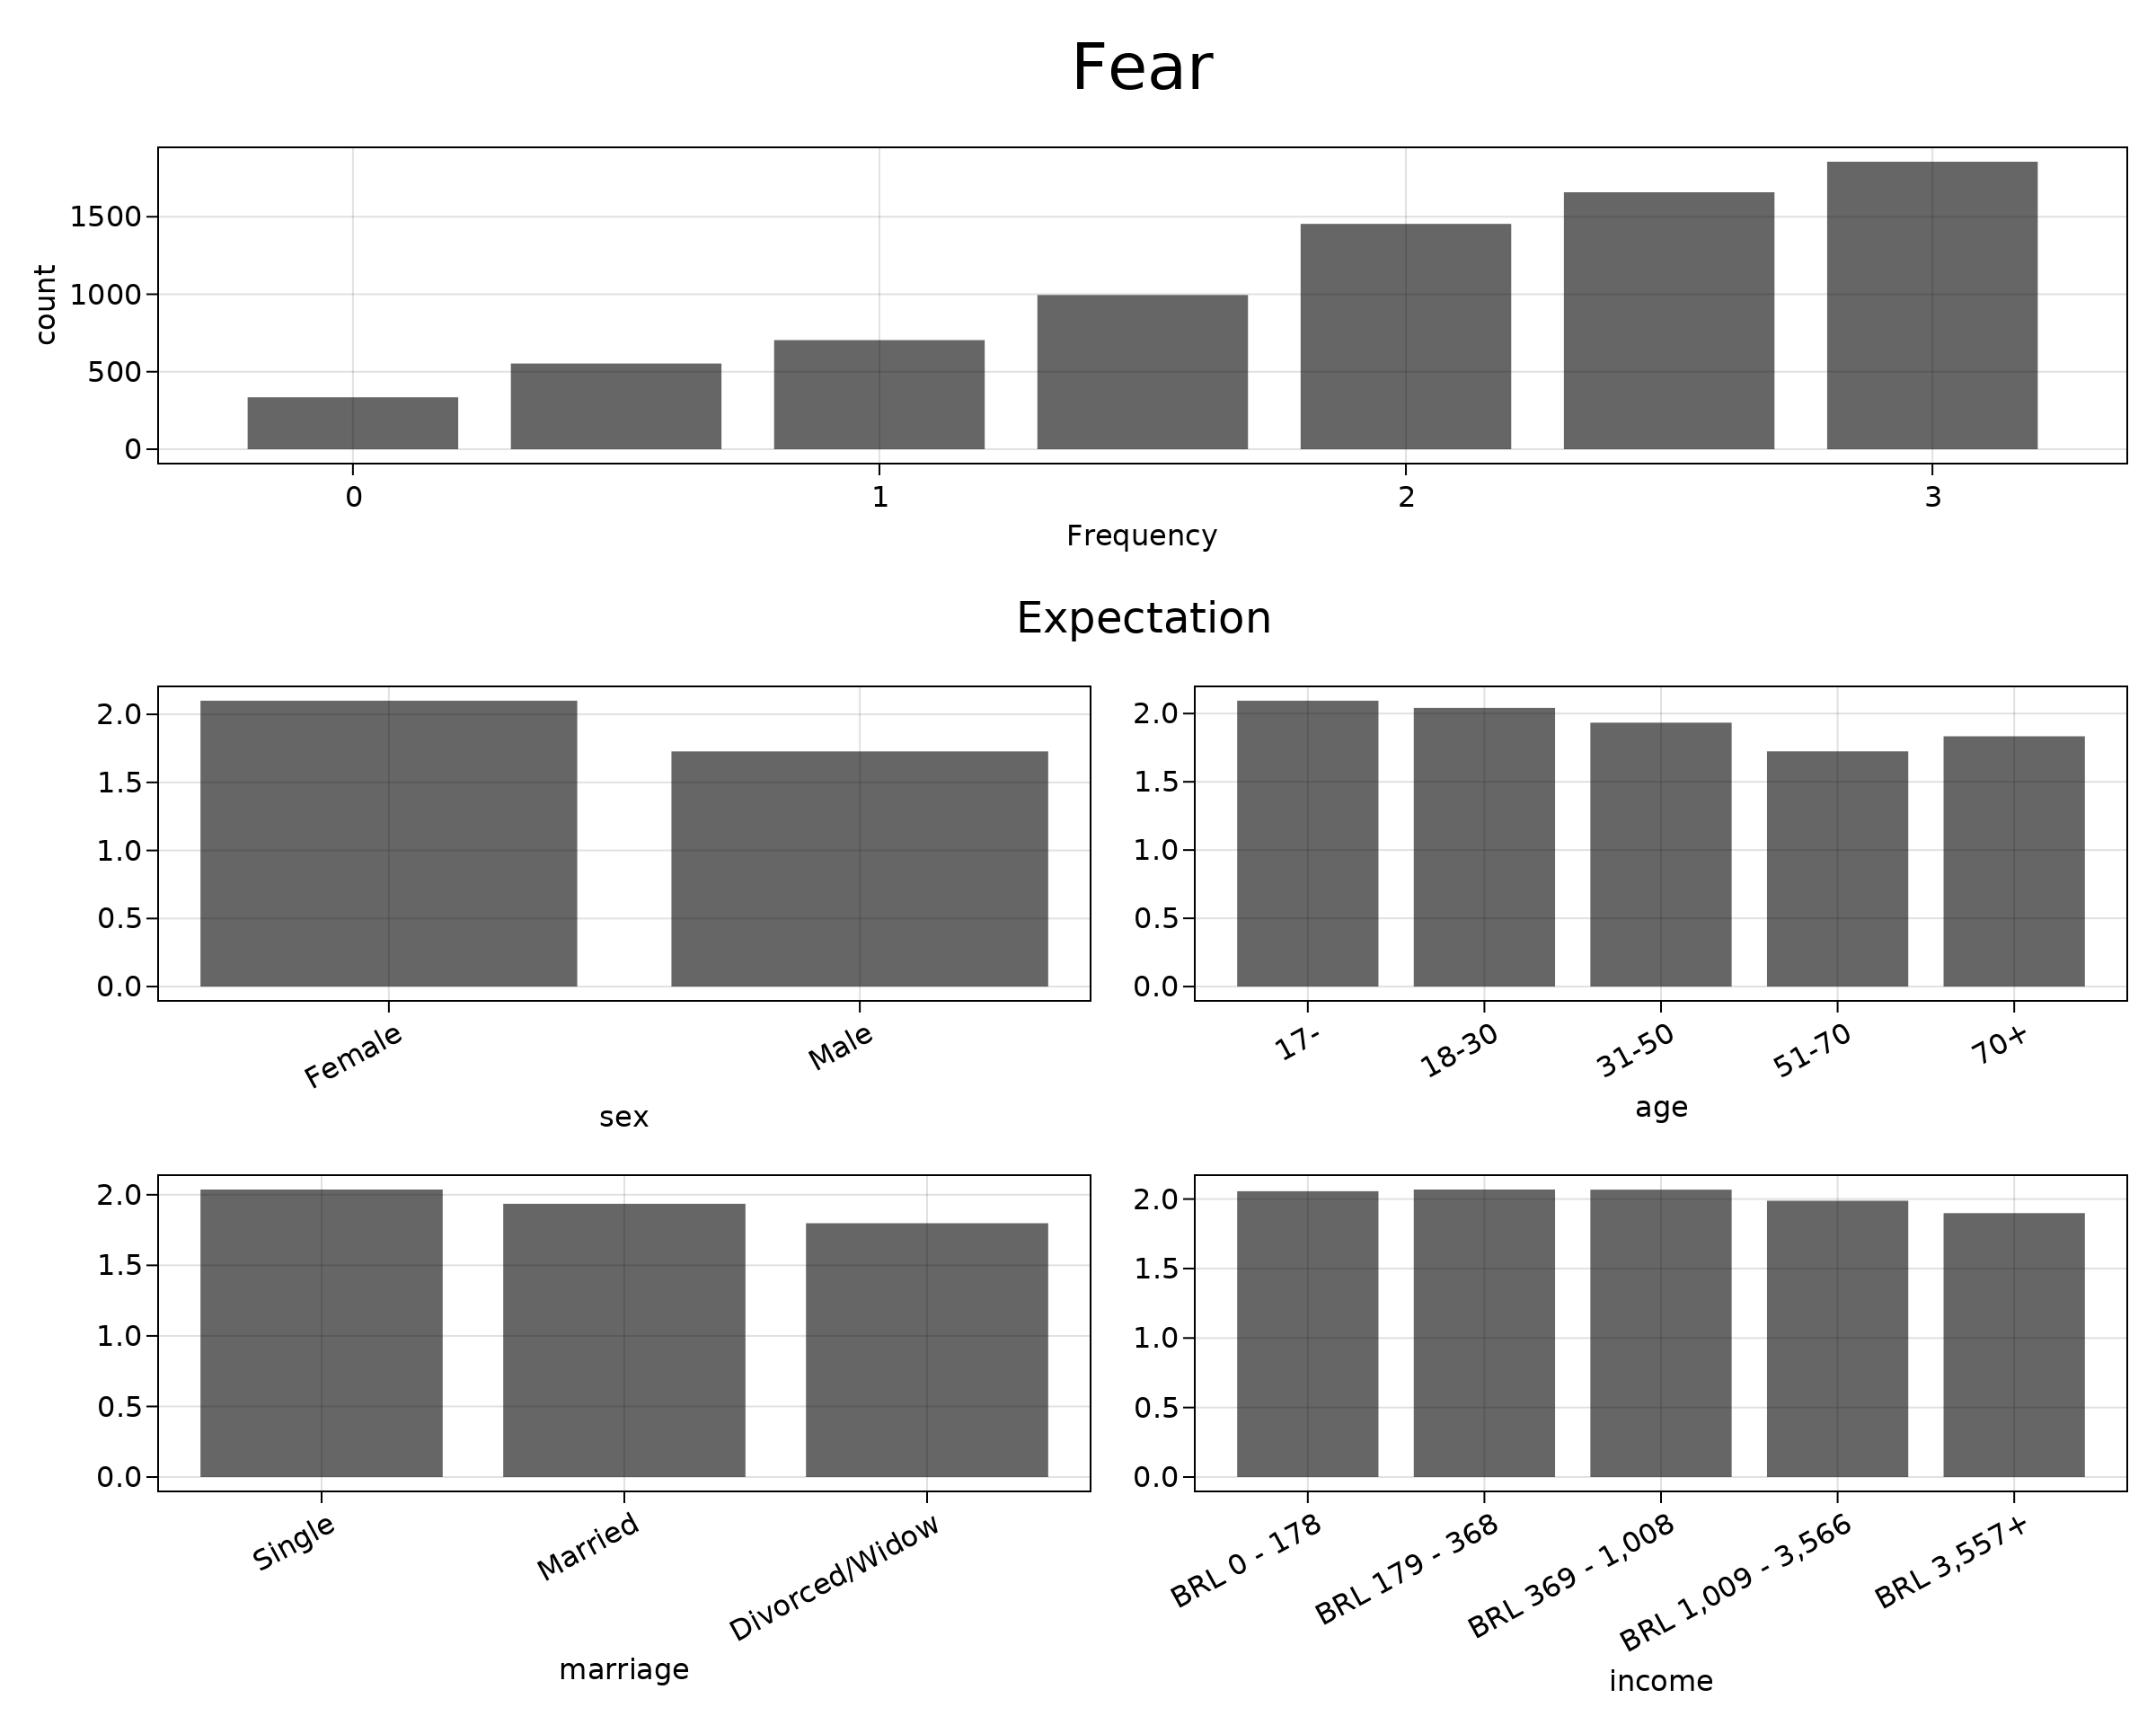 Fear
count
1500
1000
500
0
0 1 2 3
Frequency
Expectation
2.0
1.5
1.0
0.5
0.0
Female Male
sex
2.0
1.5
1.0
0.5
0.0
17- 18-30 31-50 51-70 70+
age
2.0
1.5
1.0
0.5
0.0
Single Married Divorced/Widow
marriage
2.0
1.5
1.0
0.5
0.0
BRL 0 - 178 BRL 179 - 368 BRL 369 - 1,008 BRL 1,009 - 3,566 BRL 3,557+
income